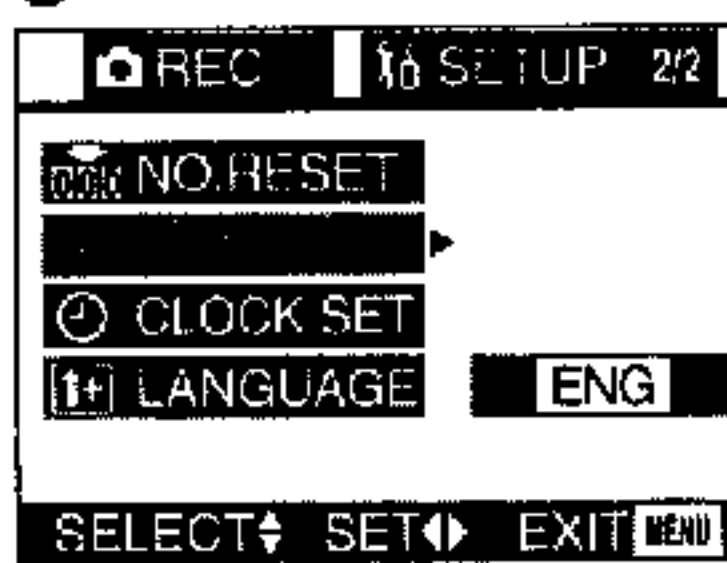 REC SETUP 2/2
NO.RESET
CLOCK SET
LANGUAGE ENG
SELECT SET EXIT MENU